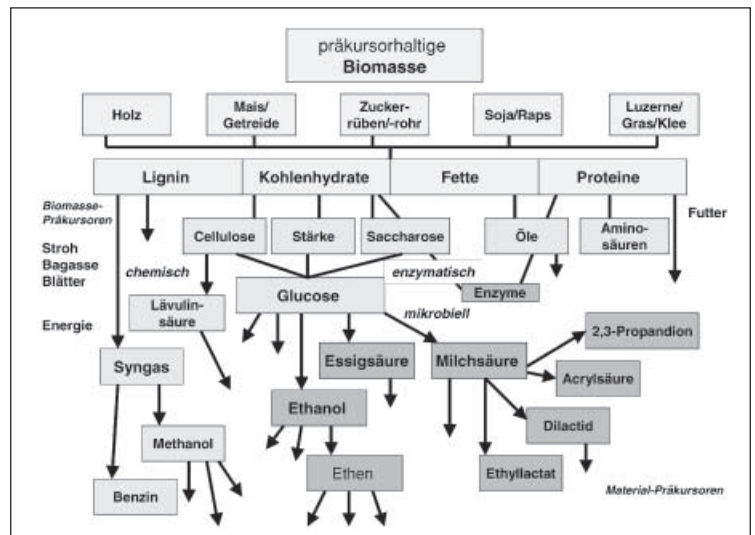 präkursorhaltige
Biomasse
Holz
Mais/
Getreide
Zucker-
rüben/-rohr
Soja/Raps
Luzerne/
Gras/Klee
Lignin
Kohlenhydrate
Fette
Proteine
Biomasse-
Präkursoren
Futter
Stroh
Bagasse
Blätter
Cellulose
Stärke
Saccharose
Öle
Amino-
säuren
chemisch
enzymatisch
Enzyme
Lävulin-
säure
Glucose
mikrobiell
Energie
Syngas
Essigsäure
Milchsäure
2,3-Propandion
Acrylsäure
Ethanol
Dilactid
Methanol
Ethen
Ethyllactat
Benzin
Material-Präkursoren